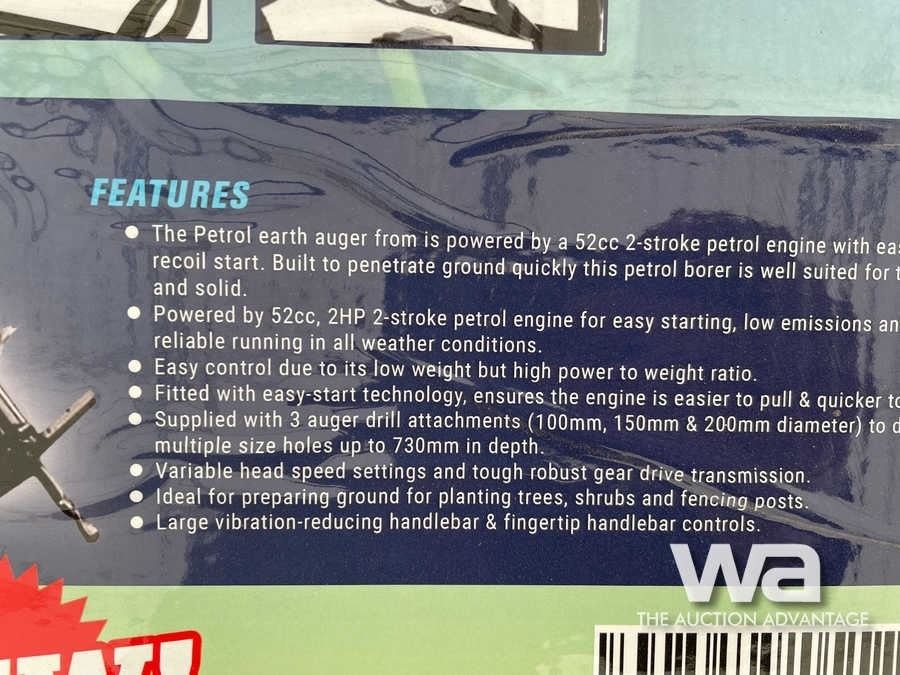 FEATURES
The Petrol earth auger from is powered by a 52cc 2-stroke petrol engine with
recoil start. Built to penetrate ground quickly this petrol borer is well suited for
and solid.
Powered by 52cc, 2HP 2-stroke petrol engine for easy starting, low emissions
reliable running in all weather conditions.
Easy control due to its low weight but high power to weight ratio.
Fitted with easy-start technology, ensures the engine is easier to pull & quicker
Supplied with 3 auger drill attachments (100mm, 150mm & 200mm diameter) to
multiple size holes up to 730mm in depth.
Variable head speed settings and tough robust gear drive transmission.
Ideal for preparing ground for planting trees, shrubs and fencing posts.
Large vibration-reducing handlebar & fingertip handlebar controls.
wa
THE AUCTION ADVANTAGE